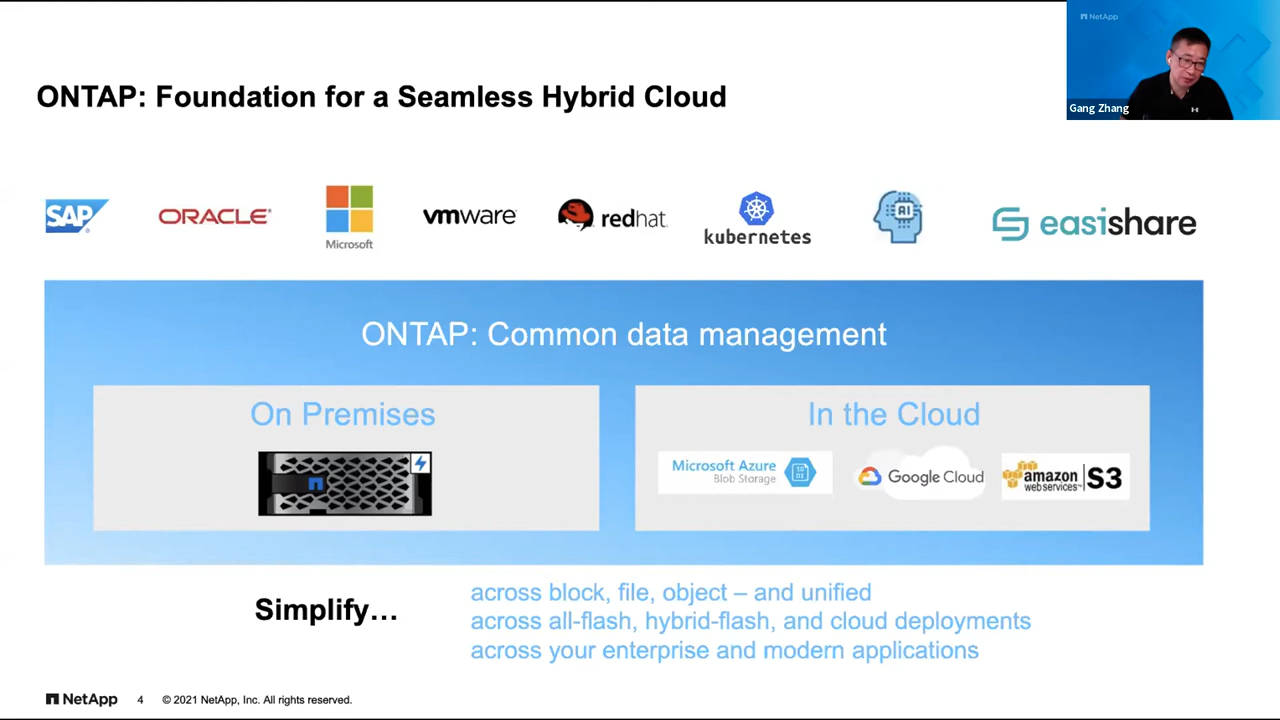 NetApp
Gang Zhang
ONTAP: Foundation for a Seamless Hybrid Cloud
SAP
ORACLE
Microsoft
vmware
redhat
kubernetes
AI
easishare
ONTAP: Common data management
On Premises
In the Cloud
Microsoft Azure
Blob Storage
Google Cloud
amazon
web services
S3
Simplify…
across block, file, object – and unified
across all-flash, hybrid-flash, and cloud deployments
across your enterprise and modern applications
NetApp 4 © 2021 NetApp, Inc. All rights reserved.